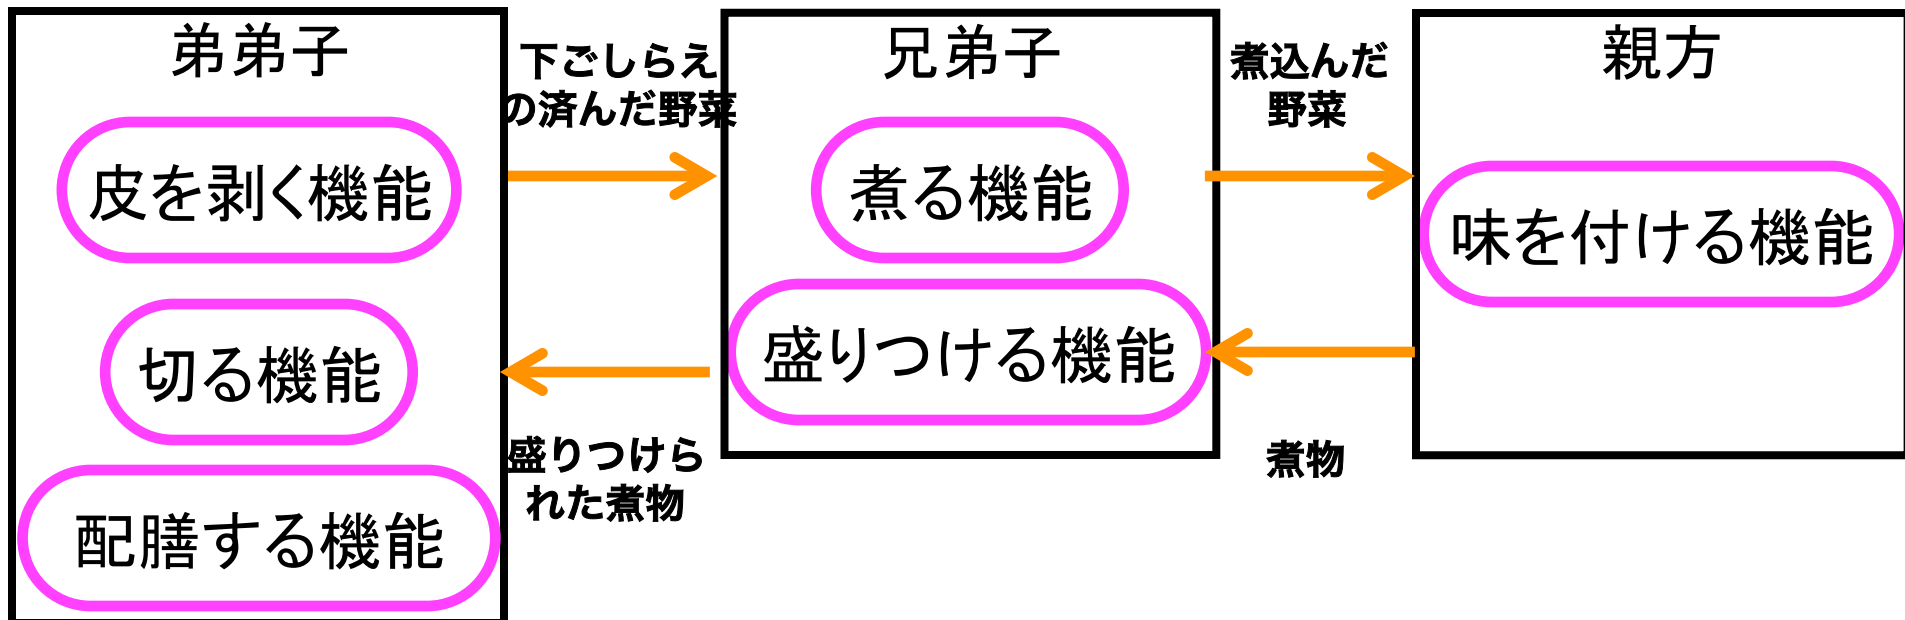 弟弟子
皮を剥く機能
切る機能
配膳する機能
下ごしらえ
の済んだ野菜
盛りつけら
れた煮物
兄弟子
煮る機能
盛りつける機能
煮込んだ
野菜
煮物
親方
味を付ける機能